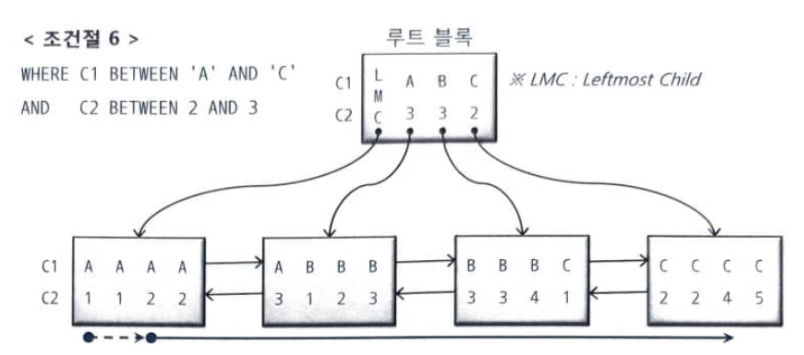 < 조건절 6 >
WHERE C1 BETWEEN 'A' AND 'C'
AND C2 BETWEEN 2 AND 3
루트 블록
C1 L M C A B C
C2 3 3 2
※ LMC : Leftmost Child
C1 A A A A A B B B B B B C C C C C
C2 1 1 2 2 3 1 2 3 3 3 4 1 2 2 4 5